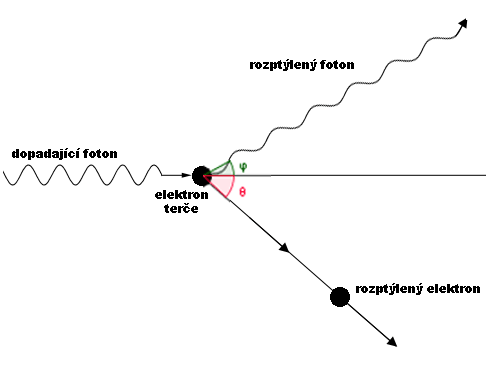 rozptýlený foton
dopadající foton
φ
elektron
terče
θ
rozptýlený elektron